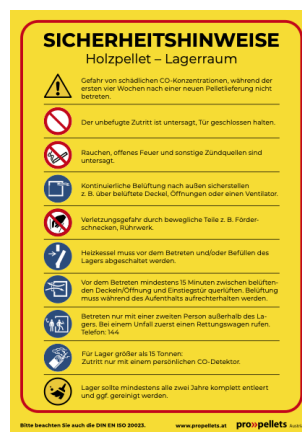 SICHERHEITSHINWEISE
Holzpellet – Lagerraum
Gefahr von schädlichen CO-Konzentrationen, während der
ersten vier Wochen nach einer neuen Pelletlieferung nicht
betreten.
Der unbefugte Zutritt ist untersagt, Tür geschlossen halten.
Rauchen, offenes Feuer und sonstige Zündquellen sind
untersagt.
Kontinuierliche Belüftung nach außen sicherstellen
z. B. über belüftete Deckel, Öffnungen oder einen Ventilator.
Verletzungsgefahr durch bewegliche Teile z. B. Förder-
schnecken, Rührwerk.
Heizkessel muss vor dem Betreten und/oder Befüllen des
Lagers abgeschaltet werden.
Vor dem Betreten mindestens 15 Minuten zwischen belüften-
den Deckeln/Öffnung und Einstiegstür querlüften. Belüftung
muss während des Aufenthalts aufrechterhalten werden.
Betreten nur mit einer zweiten Person außerhalb des La-
gers. Bei einem Unfall zuerst einen Rettungswagen rufen.
Telefon: 144
Für Lager größer als 15 Tonnen:
Zutritt nur mit einem persönlichen CO-Detektor.
Lager sollte mindestens alle zwei Jahre komplett entleert
und ggf. gereinigt werden.
Bitte beachten Sie auch die DIN EN ISO 20023.
www.propellets.at
pro»pellets Austria